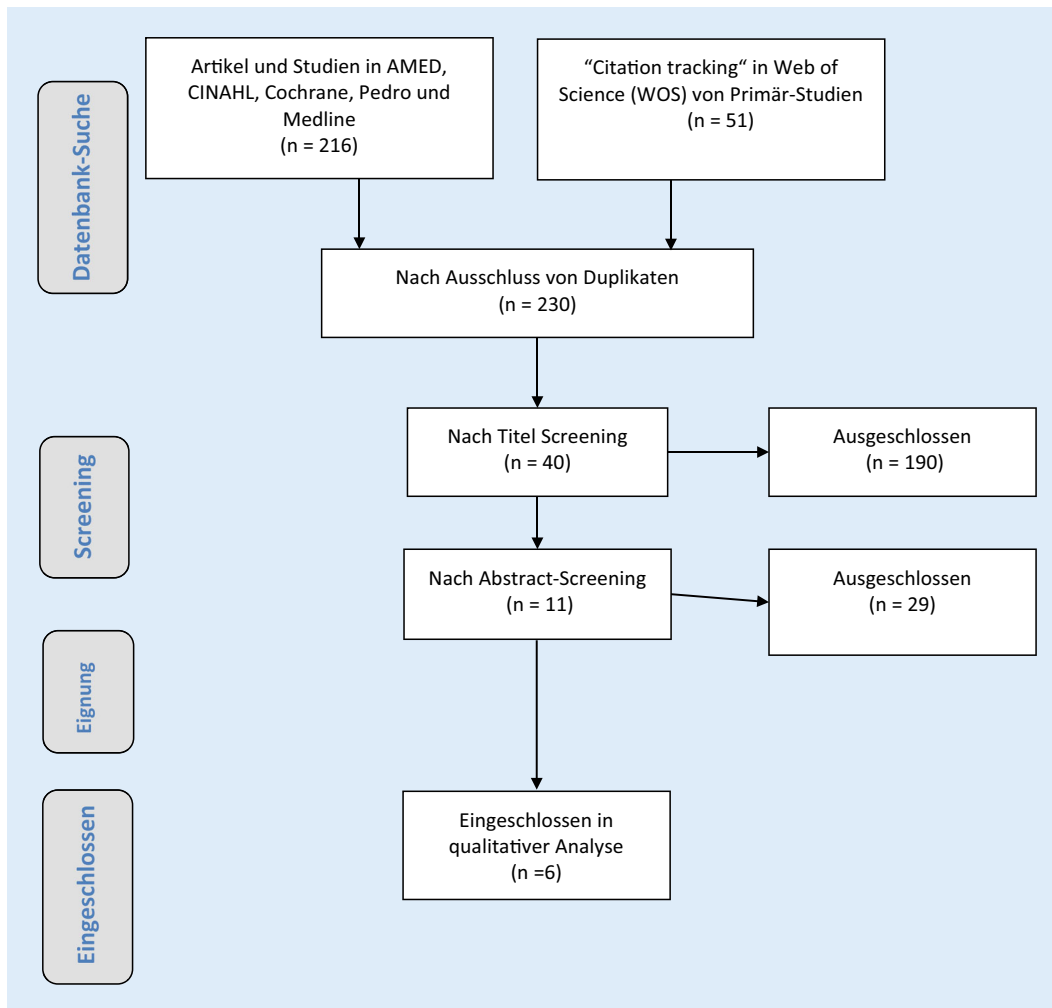 Datenbank-Suche
Artikel und Studien in AMED,
CINAHL, Cochrane, Pedro und
Medline
(n = 216)
“Citation tracking“ in Web of
Science (WOS) von Primär-Studien
(n = 51)
Nach Ausschluss von Duplikaten
(n = 230)
Screening
Nach Titel Screening
(n = 40)
Ausgeschlossen
(n = 190)
Nach Abstract-Screening
(n = 11)
Ausgeschlossen
(n = 29)
Eignung
Eingeschlossen
Eingeschlossen in
qualitativer Analyse
(n =6)